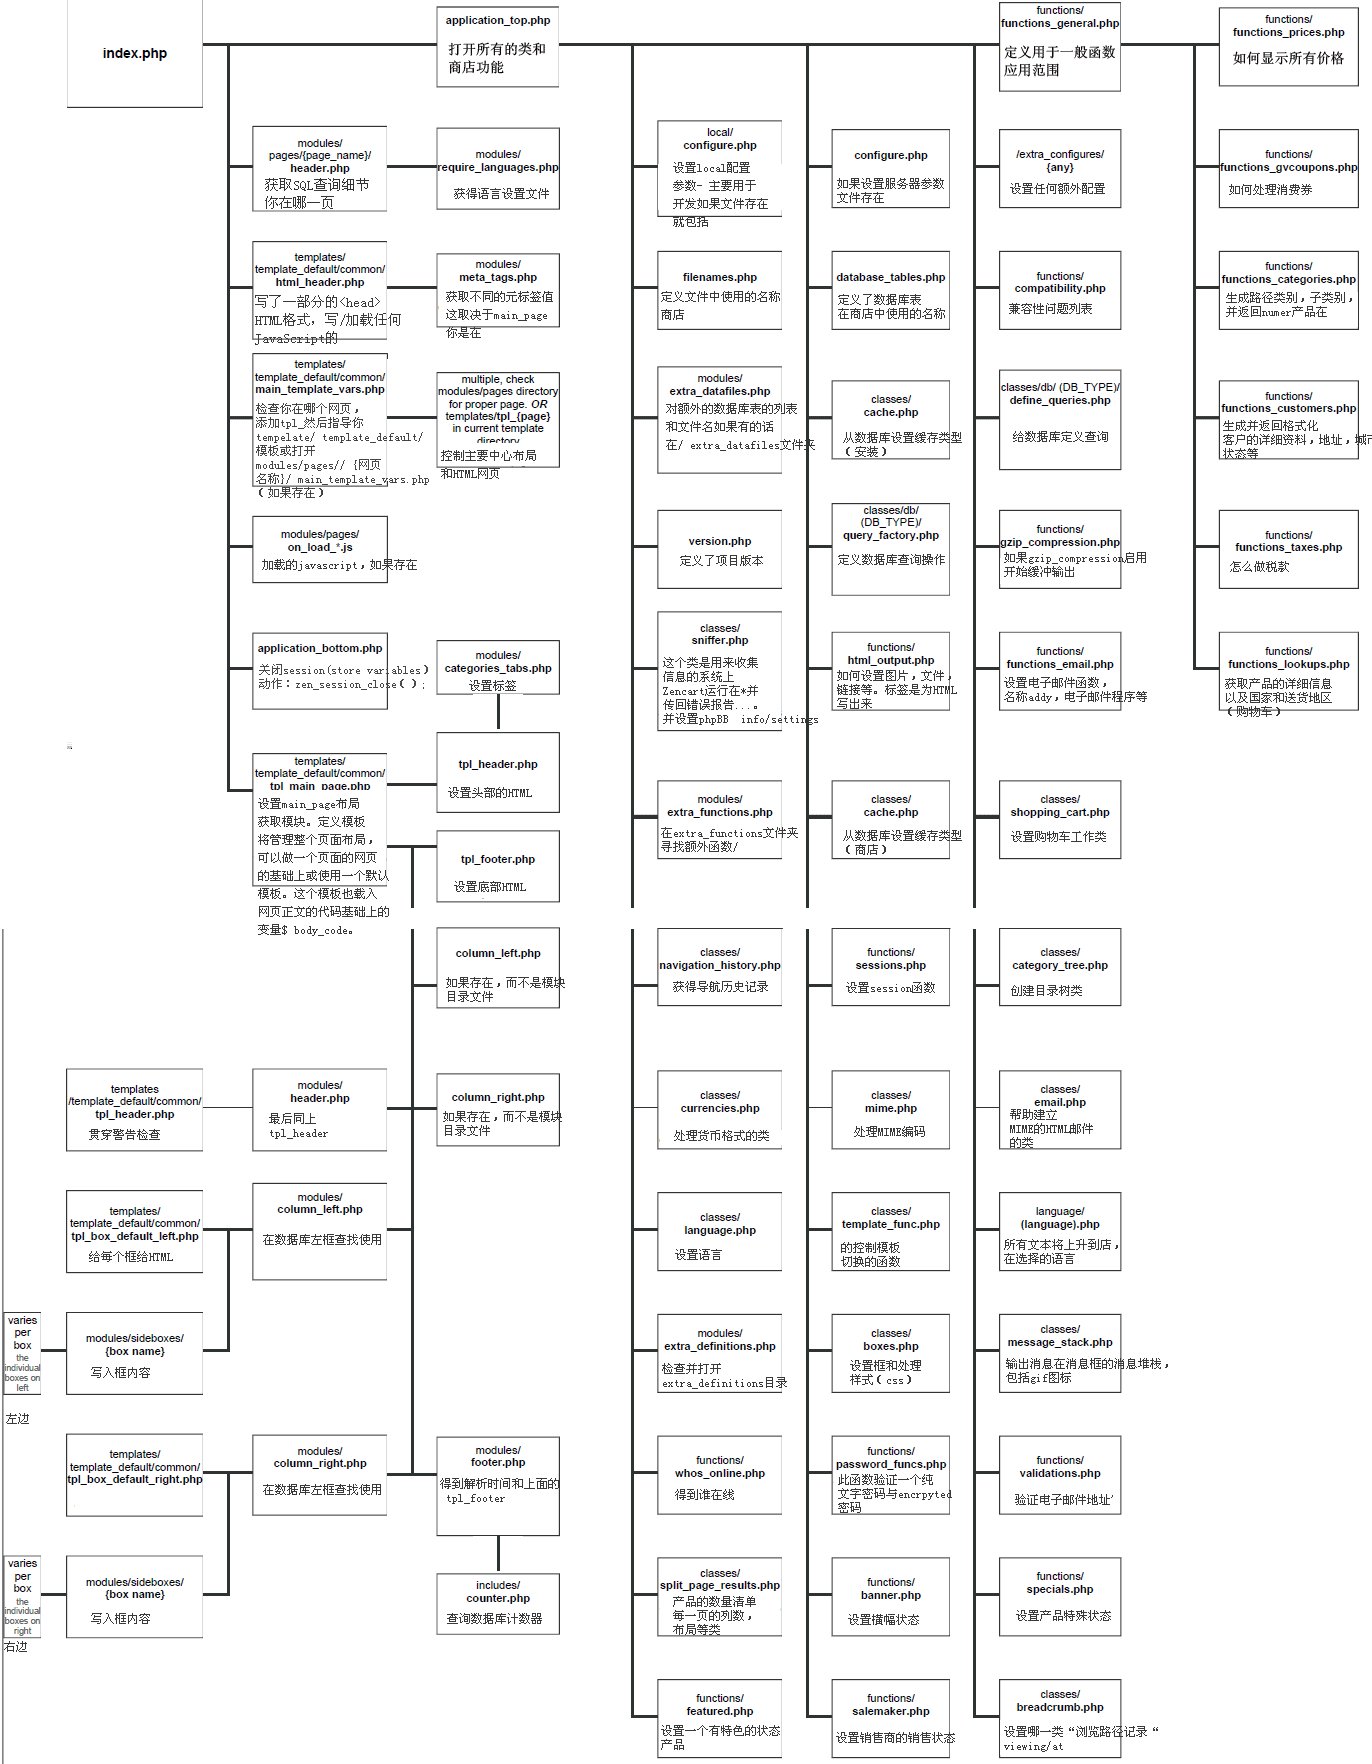 index.php
application_top.php
打开所有的类和
商店功能
functions/
functions_general.php
定义用于一般函数
应用范围
functions/
functions_prices.php
如何显示所有价格
modules/
pages/{page_name}/
header.php
获取SQL查询细节
你在哪一页
modules/
require_languages.php
获得语言设置文件
local/
configure.php
设置local配置
参数- 主要用于
开发如果文件存在
就包括
configure.php
如果设置服务器参数
文件存在
/extra_configures/
{any}
设置任何额外配置
functions/
functions_gvcoupons.php
如何处理消费券
templates/
template_default/common/
html_header.php
写了一部分的<head>
HTML格式，写/加载任何
JavaScript的
modules/
meta_tags.php
获取不同的元标签值
这取决于main_page
你是在
filenames.php
定义文件中使用的名称
商店
database_tables.php
定义了数据库表
在商店中使用的名称
functions/
compatibility.php
兼容性问题列表
functions/
functions_categories.php
生成路径类别，子类别，
并返回numer产品在
templates/
template_default/common/
main_template_vars.php
检查你在哪个网页，
添加tpl_然后指导你
tempelate/ template_default/
模板或打开
modules/pages// {网页
名称}/ main_template_vars.php
（如果存在）
multiple, check
modules/pages directory
for proper page. OR
templates/tpl_{page}
in current template
directory
控制主要中心布局
和HTML网页
modules/
extra_datafiles.php
对额外的数据库表的列表
和文件名如果有的话
在/ extra_datafiles文件夹
classes/
cache.php
从数据库设置缓存类型
（安装）
classes/db/ (DB_TYPE)/
define_queries.php
给数据库定义查询
functions/
functions_customers.php
生成并返回格式化
客户的详细资料，地址，城市
状态等
modules/pages/
on_load_*.js
加载的javascript，如果存在
version.php
定义了项目版本
classes/db/
(DB_TYPE)/
query_factory.php
定义数据库查询操作
functions/
gzip_compression.php
如果gzip_compression启用
开始缓冲输出
functions/
functions_taxes.php
怎么做税款
application_bottom.php
关闭session(store variables)
动作：zen_session_close();
modules/
categories_tabs.php
设置标签
classes/
sniffer.php
这个类是用来收集
信息的系统上
Zencart运行在*并
传回错误报告...。
并设置phpBB info/settings
functions/
html_output.php
如何设置图片，文件，
链接等。标签是为HTML
写出来
functions/
functions_email.php
设置电子邮件函数，
名称addy，电子邮件程序等
functions/
functions_lookups.php
获取产品的详细信息
以及国家和送货地区
（购物车）
templates/
template_default/common/
tpl_main_page.php
设置main_page布局
获取模块。定义模板
将管理整个页面布局，
可以做一个页面的网页
的基础上或使用一个默认
模板。这个模板也载入
网页正文的代码基础上的
变量$ body_code。
tpl_header.php
设置头部的HTML
tpl_footer.php
设置底部HTML
modules/
extra_functions.php
在extra_functions文件夹
寻找额外函数/
classes/
cache.php
从数据库设置缓存类型
（商店）
classes/
shopping_cart.php
设置购物车工作类
column_left.php
如果存在，而不是模块
目录文件
classes/
navigation_history.php
获得导航历史记录
functions/
sessions.php
设置session函数
classes/
category_tree.php
创建目录树类
templates
/template_default/common/
tpl_header.php
贯穿警告检查
modules/
header.php
最后同上
tpl_header
column_right.php
如果存在，而不是模块
目录文件
classes/
currencies.php
处理货币格式的类
classes/
mime.php
处理MIME编码
classes/
email.php
帮助建立
MIME的HTML邮件
的类
templates/
template_default/common/
tpl_box_default_left.php
给每个框给HTML
modules/
column_left.php
在数据库左框查找使用
classes/
language.php
设置语言
classes/
template_func.php
的控制模板
切换的函数
language/
(language).php
所有文本将上升到店，
在选择的语言
varies
per
box
the
individual
boxes on
left
左边
modules/sideboxes/
{box name}
写入框内容
modules/
extra_definitions.php
检查并打开
extra_definitions目录
classes/
boxes.php
设置框和处理
样式（css）
classes/
message_stack.php
输出消息在消息框的消息堆栈，
包括gif图标
templates/
template_default/common/
tpl_box_default_right.php
modules/
column_right.php
在数据库左框查找使用
modules/
footer.php
得到解析时间和上面的
tpl_footer
functions/
whos_online.php
得到谁在线
functions/
password_funcs.php
此函数验证一个纯
文字密码与encrpyted
密码
functions/
validations.php
验证电子邮件地址'
varies
per
box
the
individual
boxes on
right
右边
modules/sideboxes/
{box name}
写入框内容
includes/
counter.php
查询数据库计数器
classes/
split_page_results.php
产品的数量清单
每一页的列数，
布局等类
functions/
banner.php
设置横幅状态
functions/
specials.php
设置产品特殊状态
functions/
featured.php
设置一个有特色的状态
产品
functions/
salemaker.php
设置销售商的销售状态
classes/
breadcrumb.php
设置哪一类“浏览路径记录“
viewing/at